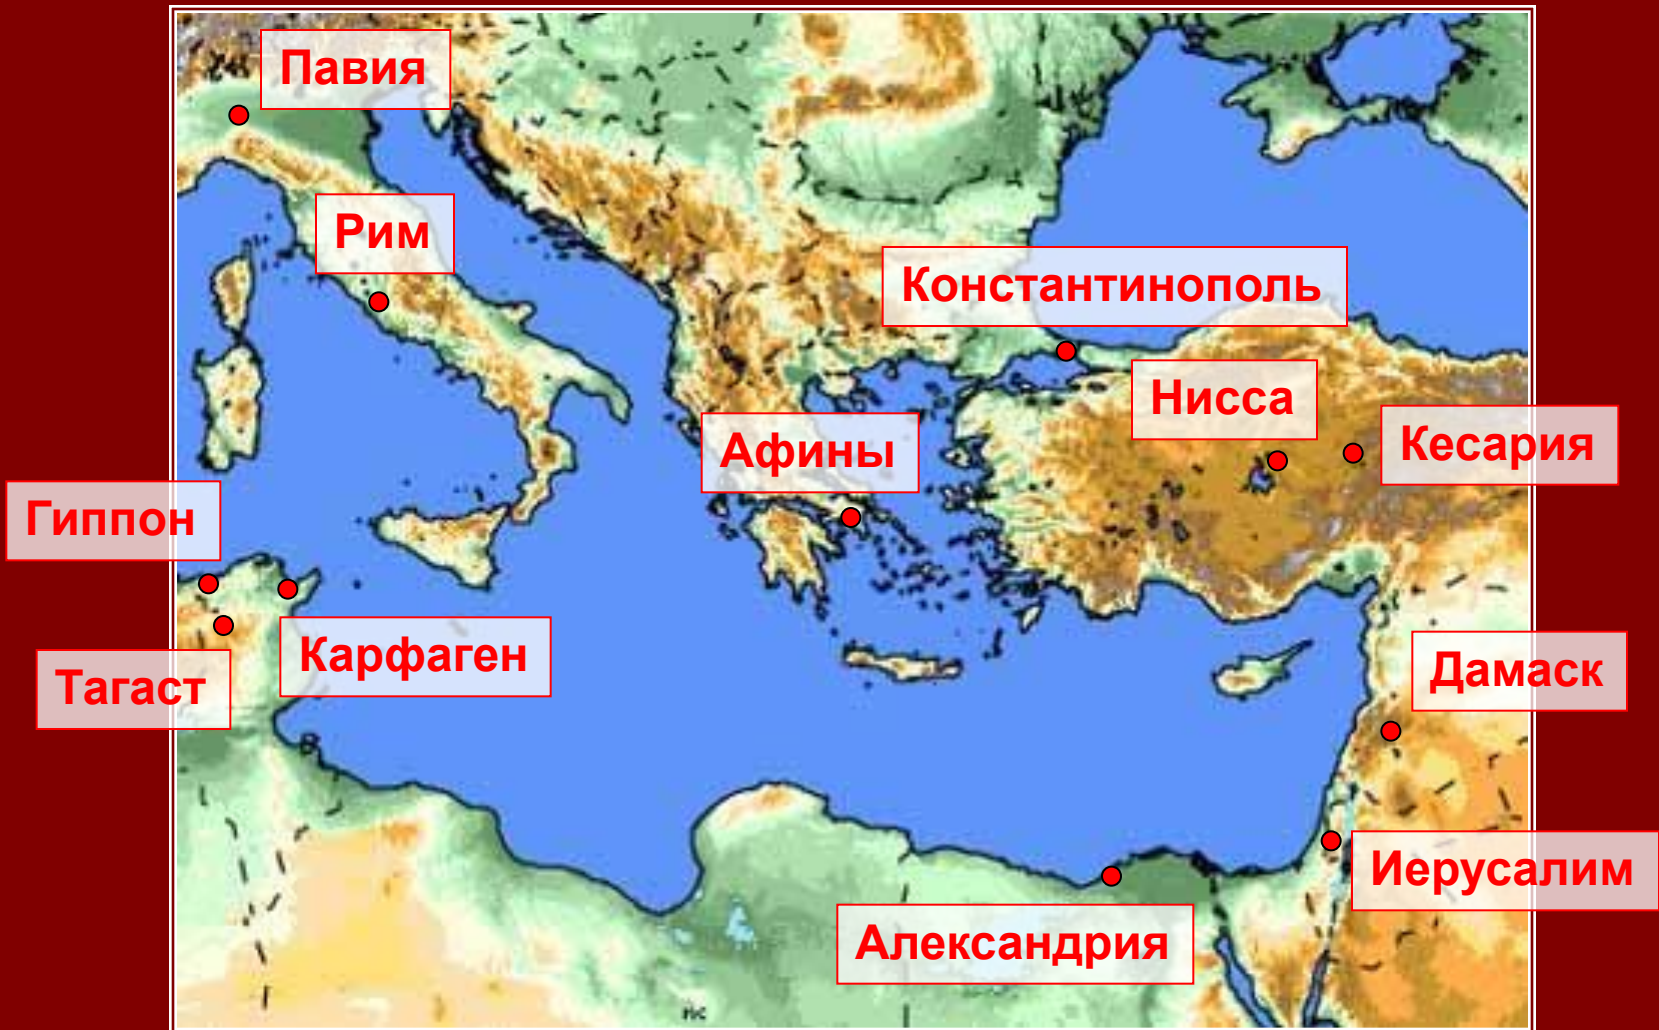 Павия
Рим
Константинополь
Нисса
Кесария
Афины
Гиппон
Карфаген
Тагаст
Дамаск
Иерусалим
Александрия